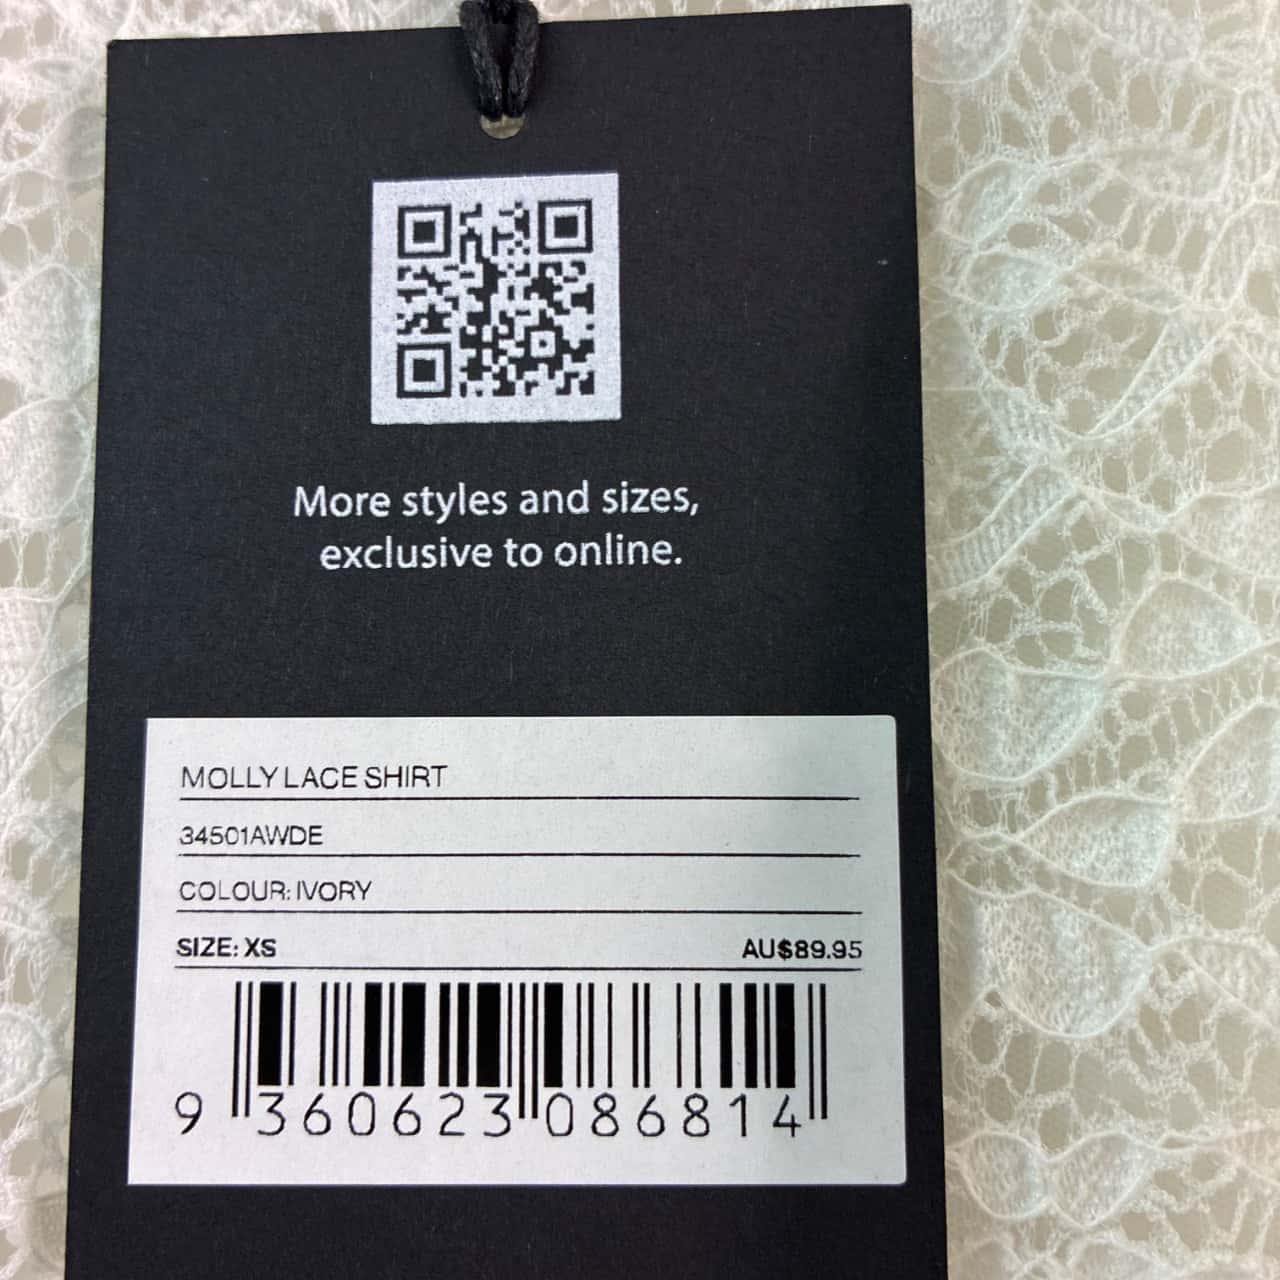 More styles and sizes,
exclusive to online.
MOLLY LACE SHIRT
34501AWDE
COLOUR: IVORY
SIZE: XS AU$89.95
9 360623 086814